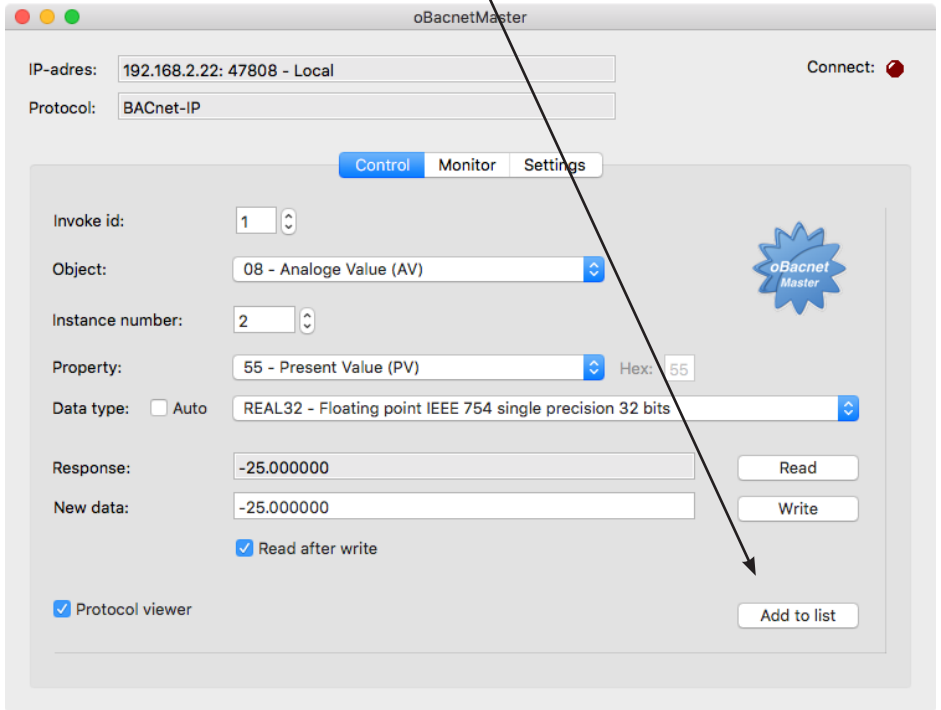 oBacnetMaster
IP-adres: 192.168.2.22: 47808 - Local Connect:
Protocol: BACnet-IP
Control Monitor Settings
Invoke id: 1
Object: 08 - Analoge Value (AV)
oBacnet
Master
Instance number: 2
Property: 55 - Present Value (PV) Hex: 55
Data type: Auto REAL32 - Floating point IEEE 754 single precision 32 bits
Response: -25.000000 Read
New data: -25.000000 Write
Read after write
Protocol viewer Add to list